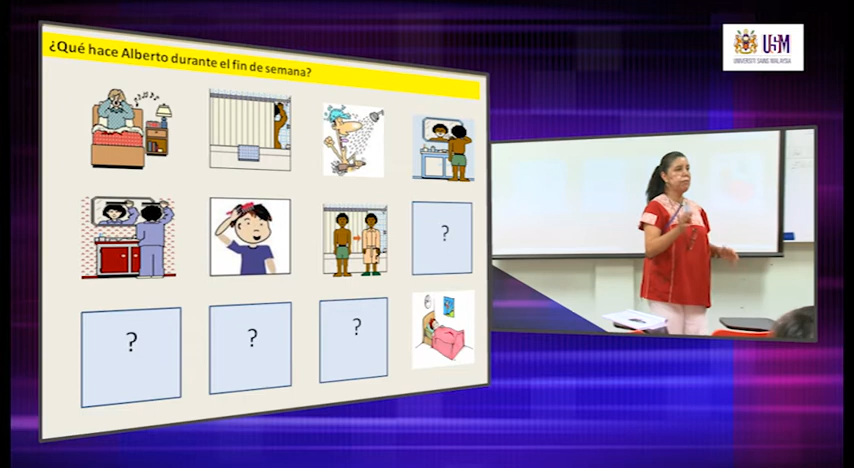 USM
UNIVERSITI SAINS MALAYSIA
¿Qué hace Alberto durante el fin de semana?
?
?
?
?